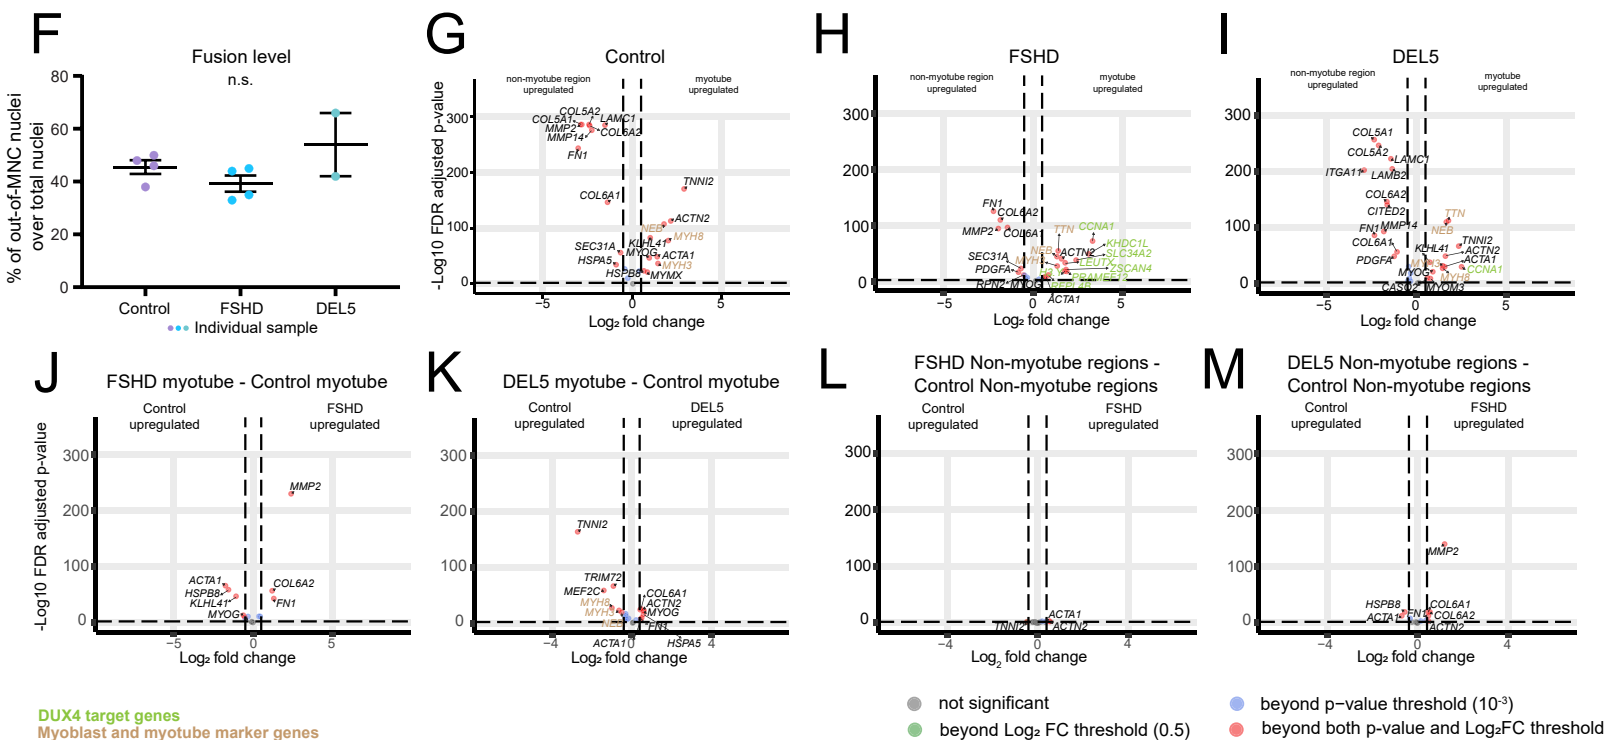 F
Fusion level
n.s.
% of out-of-MNC nuclei
over total nuclei
80
60
40
20
0
Control
FSHD
DEL5
Individual sample
G
Control
non-myotube region
upregulated
myotube
upregulated
-Log10 FDR adjusted p-value
300
200
100
0
COL5A2
COL5A1
LAMC1
MMP2
COL6A2
MMP14
FN1
TNNI2
COL6A1
ACTN2
NEB
MYH8
KLHL41
SEC31A
MYOG
ACTA1
HSPA5
MYH3
HSPB8
MYMX
−5
0
5
Log₂ fold change
H
FSHD
non-myotube region
upregulated
myotube
upregulated
300
200
100
0
FN1
COL6A2
MMP2
COL6A1
TTN
CCNA1
KHDC1L
NEB
ACTN2
SLC34A2
SEC31A
MYH3
LEUTX
PDGFA
ZSCAN4
PRAMEF12
RPN2
MYOG
ACTA1
−5
0
5
Log₂ fold change
I
DEL5
non-myotube region
upregulated
myotube
upregulated
300
200
100
0
COL5A1
COL5A2
LAMC1
ITGA11
LAMB2
COL6A2
CITED2
TTN
FN1
MMP14
NEB
COL6A1
KLHL41
TNNI2
ACTN2
PDGFA
MYH3
ACTA1
CCNA1
MYOG
MYH8
CASQ2
MYOM3
−5
0
5
Log₂ fold change
J
FSHD myotube - Control myotube
Control
upregulated
FSHD
upregulated
-Log10 FDR adjusted p-value
300
200
100
0
MMP2
ACTA1
COL6A2
HSPB8
KLHL41
FN1
MYOG
−5
0
5
Log₂ fold change
K
DEL5 myotube - Control myotube
Control
upregulated
DEL5
upregulated
300
200
100
0
TNNI2
TRIM72
MEF2C
COL6A1
MYH8
ACTN2
MYH3
MYOG
NEB
FN1
ACTA1
HSPA5
−4
0
4
Log₂ fold change
L
FSHD Non-myotube regions -
Control Non-myotube regions
Control
upregulated
FSHD
upregulated
300
200
100
0
ACTA1
TNNI2
ACTN2
−4
0
4
Log₂ fold change
M
DEL5 Non-myotube regions -
Control Non-myotube regions
Control
upregulated
FSHD
upregulated
300
200
100
0
MMP2
HSPB8
COL6A1
FN1
ACTA1
COL6A2
ACTN2
−4
0
4
Log₂ fold change
DUX4 target genes
Myoblast and myotube marker genes
not significant
beyond Log₂ FC threshold (0.5)
beyond p−value threshold (10⁻³)
beyond both p-value and Log₂FC threshold